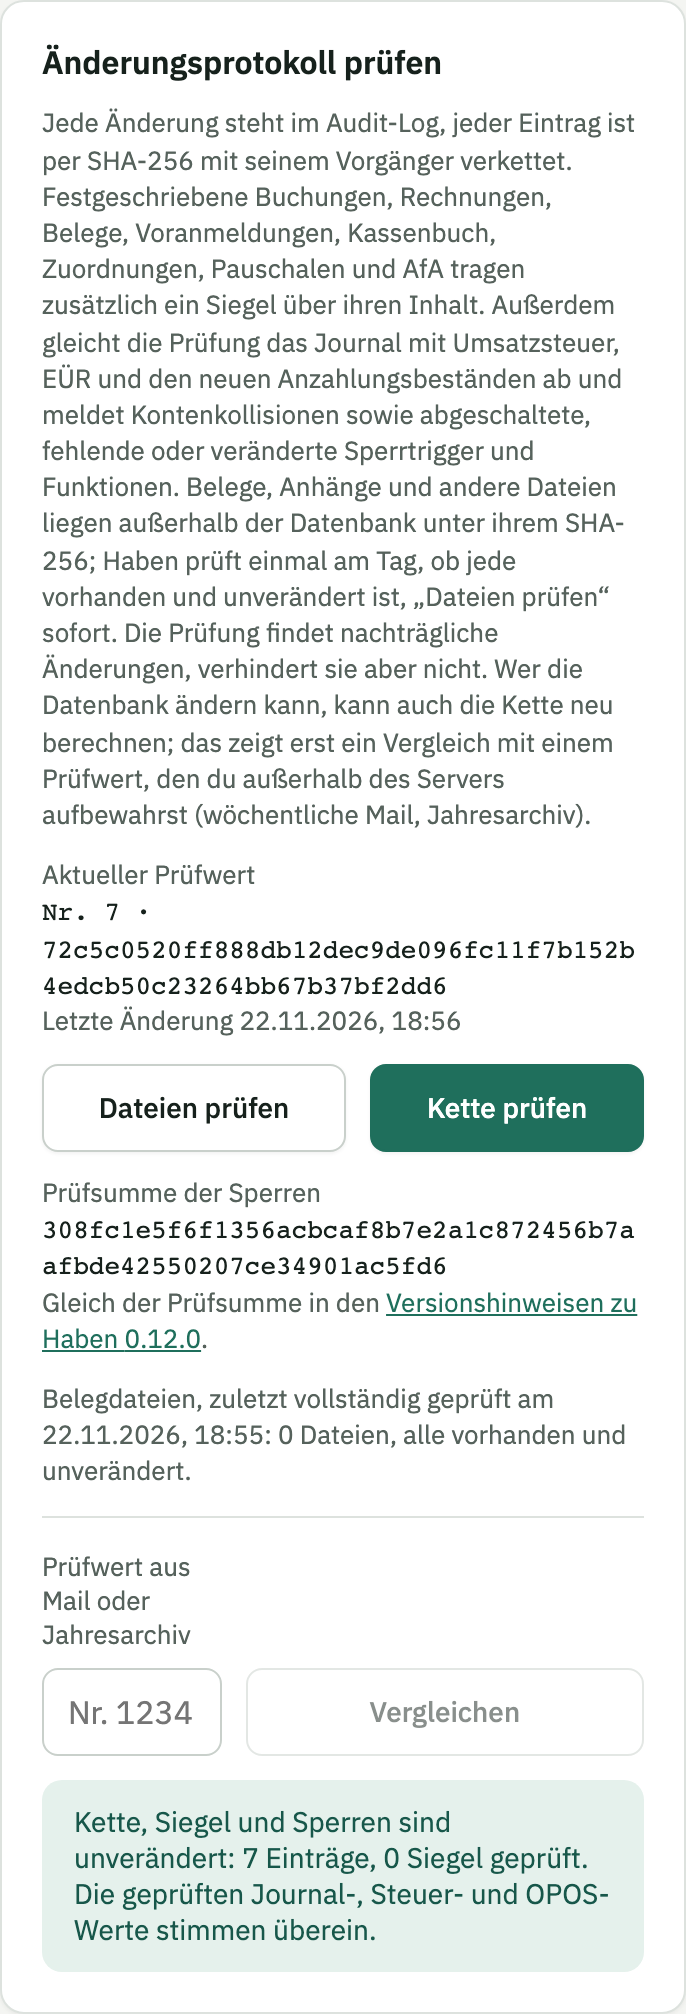 Änderungsprotokoll prüfen
Jede Änderung steht im Audit-Log, jeder Eintrag ist
per SHA-256 mit seinem Vorgänger verkettet.
Festgeschriebene Buchungen, Rechnungen,
Belege, Voranmeldungen, Kassenbuch,
Zuordnungen, Pauschalen und AfA tragen
zusätzlich ein Siegel über ihren Inhalt. Außerdem
gleicht die Prüfung das Journal mit Umsatzsteuer,
EÜR und den neuen Anzahlungsbeständen ab und
meldet Kontenkollisionen sowie abgeschaltete,
fehlende oder veränderte Sperrtrigger und
Funktionen. Belege, Anhänge und andere Dateien
liegen außerhalb der Datenbank unter ihrem SHA-
256; Haben prüft einmal am Tag, ob jede
vorhanden und unverändert ist, „Dateien prüfen“
sofort. Die Prüfung findet nachträgliche
Änderungen, verhindert sie aber nicht. Wer die
Datenbank ändern kann, kann auch die Kette neu
berechnen; das zeigt erst ein Vergleich mit einem
Prüfwert, den du außerhalb des Servers
aufbewahrst (wöchentliche Mail, Jahresarchiv).
Aktueller Prüfwert
Nr. 7 ·
72c5c0520ff888db12dec9de096fc11f7b152b
4edcb50c23264bb67b37bf2dd6
Letzte Änderung 22.11.2026, 18:56
Dateien prüfen
Kette prüfen
Prüfsumme der Sperren
308fc1e5f6f1356acbcaf8b7e2a1c872456b7a
afbde42550207ce34901ac5fd6
Gleich der Prüfsumme in den Versionshinweisen zu
Haben 0.12.0.
Belegdateien, zuletzt vollständig geprüft am
22.11.2026, 18:55: 0 Dateien, alle vorhanden und
unverändert.
Prüfwert aus
Mail oder
Jahresarchiv
Nr. 1234
Vergleichen
Kette, Siegel und Sperren sind
unverändert: 7 Einträge, 0 Siegel geprüft.
Die geprüften Journal-, Steuer- und OPOS-
Werte stimmen überein.